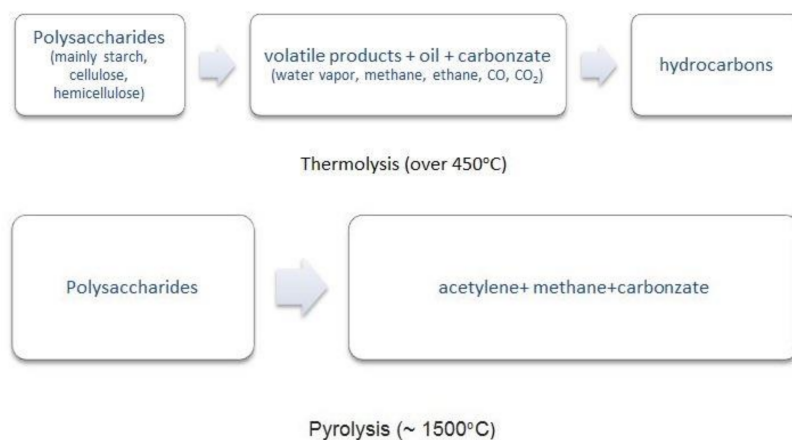 Polysaccharides
(mainly starch,
cellulose,
hemicellulose)
volatile products + oil + carbonzate
(water vapor, methane, ethane, CO, CO₂)
hydrocarbons
Thermolysis (over 450°C)
Polysaccharides
acetylene+ methane+carbonzate
Pyrolysis (~ 1500°C)